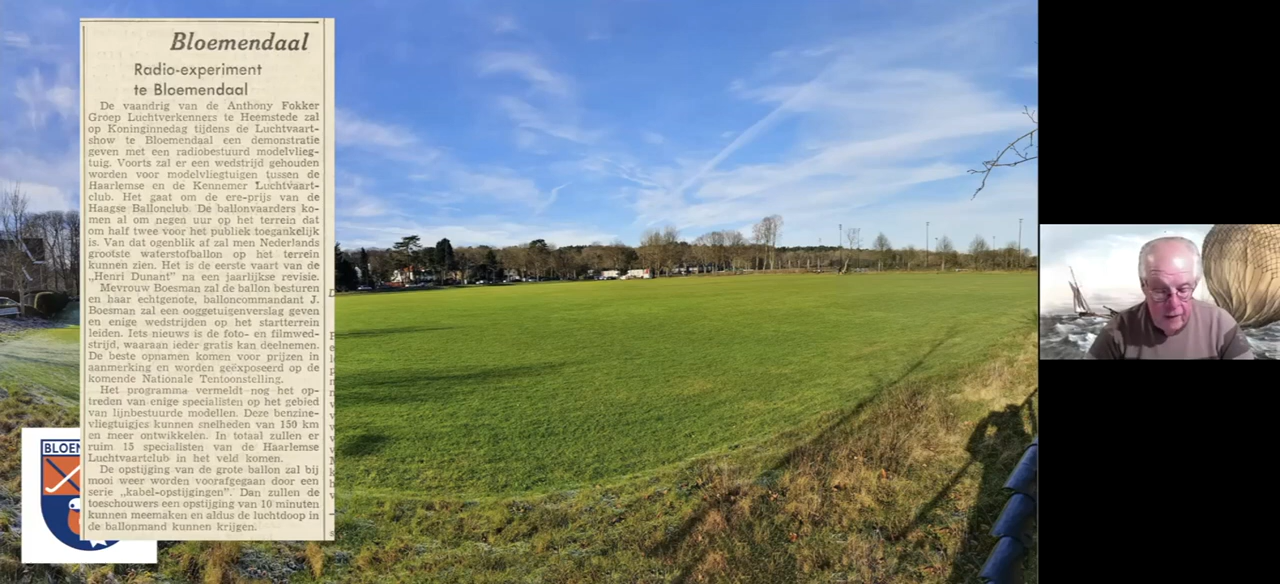 Bloemendaal
Radio-experiment
te Bloemendaal
De vaandrig van de Anthony Fokker
Groep Luchtverkenners te Heemstede zal
op Koninginnedag tijdens de Luchtvaart-
show te Bloemendaal een demonstratie
geven met een radiobestuurd modelvlieg-
tuig. Voorts zal er een wedstrijd gehouden
worden voor modelvliegtuigen tussen de
Haarlemse en de Kennemer Luchtvaart-
club. Het gaat om de ere-prijs van de
Haagse Ballonclub. De ballonvaarders ko-
men al om negen uur op het terrein dat
om half twee voor het publiek toegankelijk
is. Van dat ogenblik af zal men Nederlands
grootste waterstofballon op het terrein
kunnen zien. Het is de eerste vaart van de
„Henri Dunant” na een jaarlijkse revisie.
Mevrouw Boesman zal de ballon besturen
en haar echtgenote, balloncommandant J.
Boesman zal een ooggetuigenverslag geven
en enige wedstrijden op het startterrein
leiden. Iets nieuws is de foto- en filmwed-
strijd, waaraan ieder gratis kan deelnemen.
De beste opnamen komen voor prijzen in
aanmerking en worden geëxposeerd op de
komende Nationale Tentoonstelling.
Het programma vermeldt nog het op-
treden van enige specialisten op het gebied
van lijnbestuurde modellen. Deze benzine-
vliegtuigjes kunnen snelheden van 150 km
en meer ontwikkelen. In totaal zullen er
ruim 15 specialisten van de Haarlemse
Luchtvaartclub in het veld komen.
De opstijging van de grote ballon zal bij
mooi weer worden voorafgegaan door een
serie „kabel-opstijgingen”. Dan zullen de
toeschouwers een opstijging van 10 minuten
kunnen meemaken en aldus de luchtdoop in
de ballonmand kunnen krijgen.
BLOEM